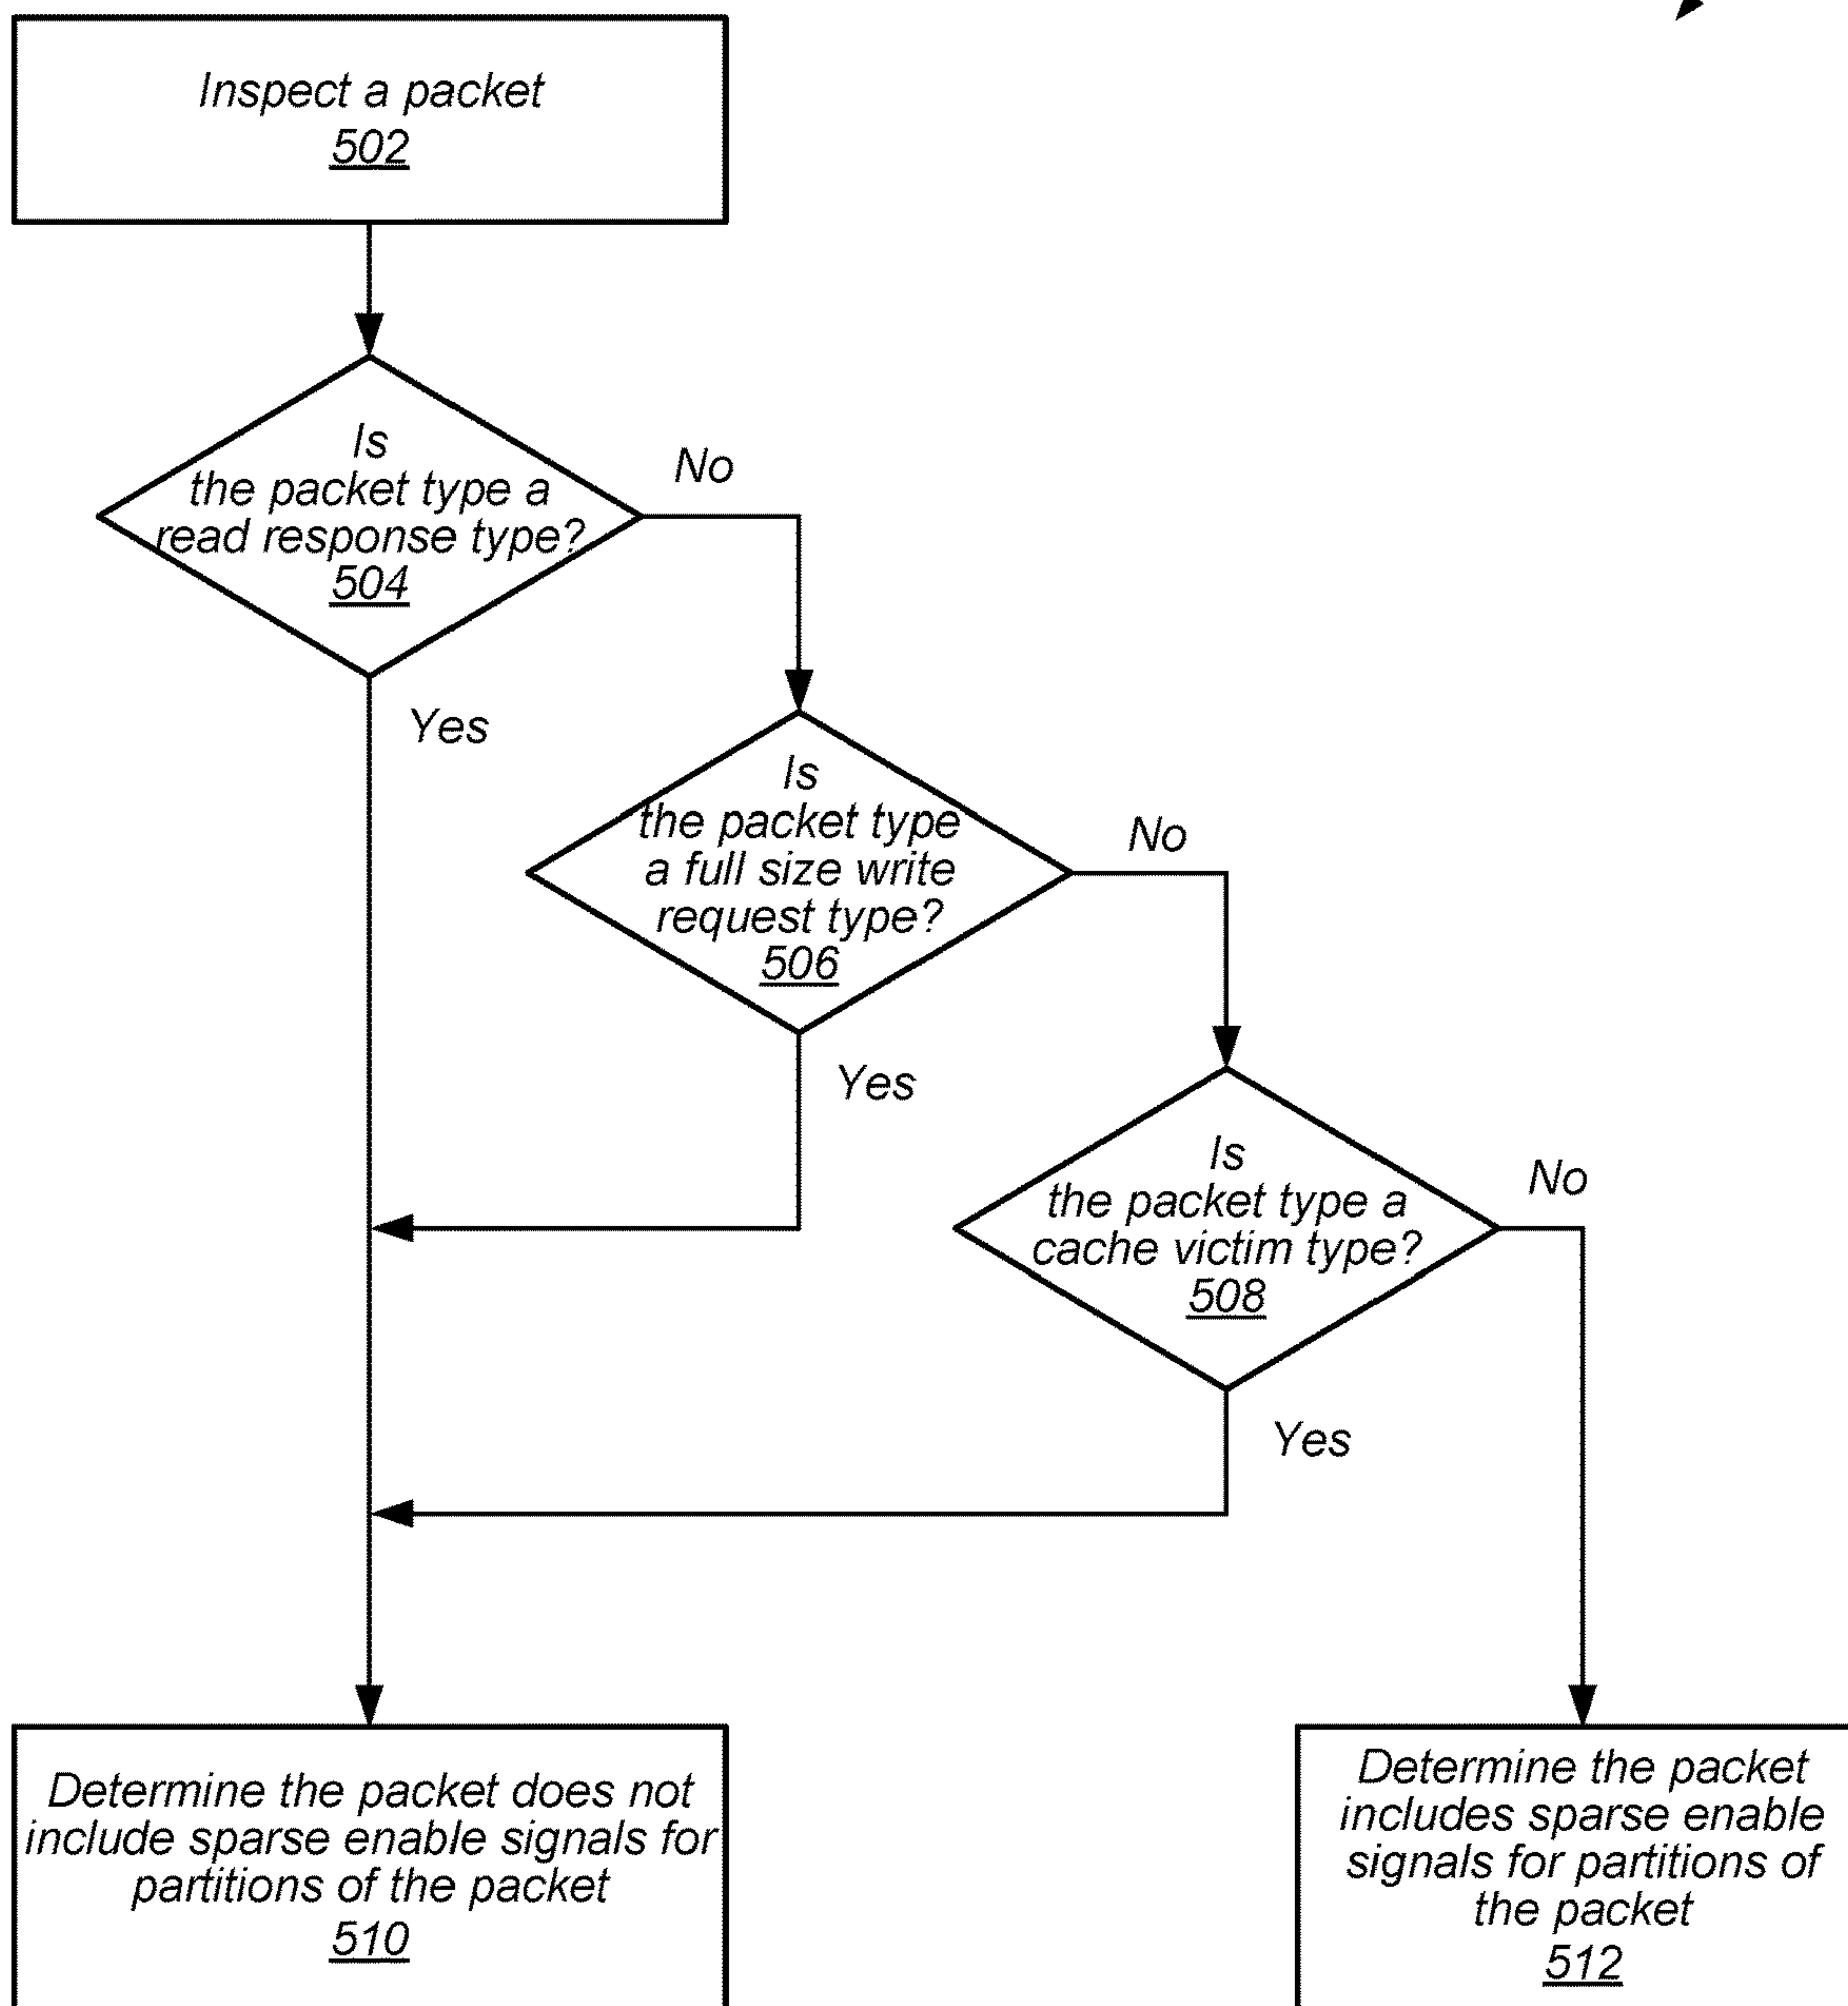 Inspect a packet
502
Is
the packet type a
read response type?
504
No
Yes
Is
the packet type
a full size write
request type?
506
No
Yes
Is
the packet type a
cache victim type?
508
No
Yes
Determine the packet does not
include sparse enable signals for
partitions of the packet
510
Determine the packet
includes sparse enable
signals for partitions of
the packet
512